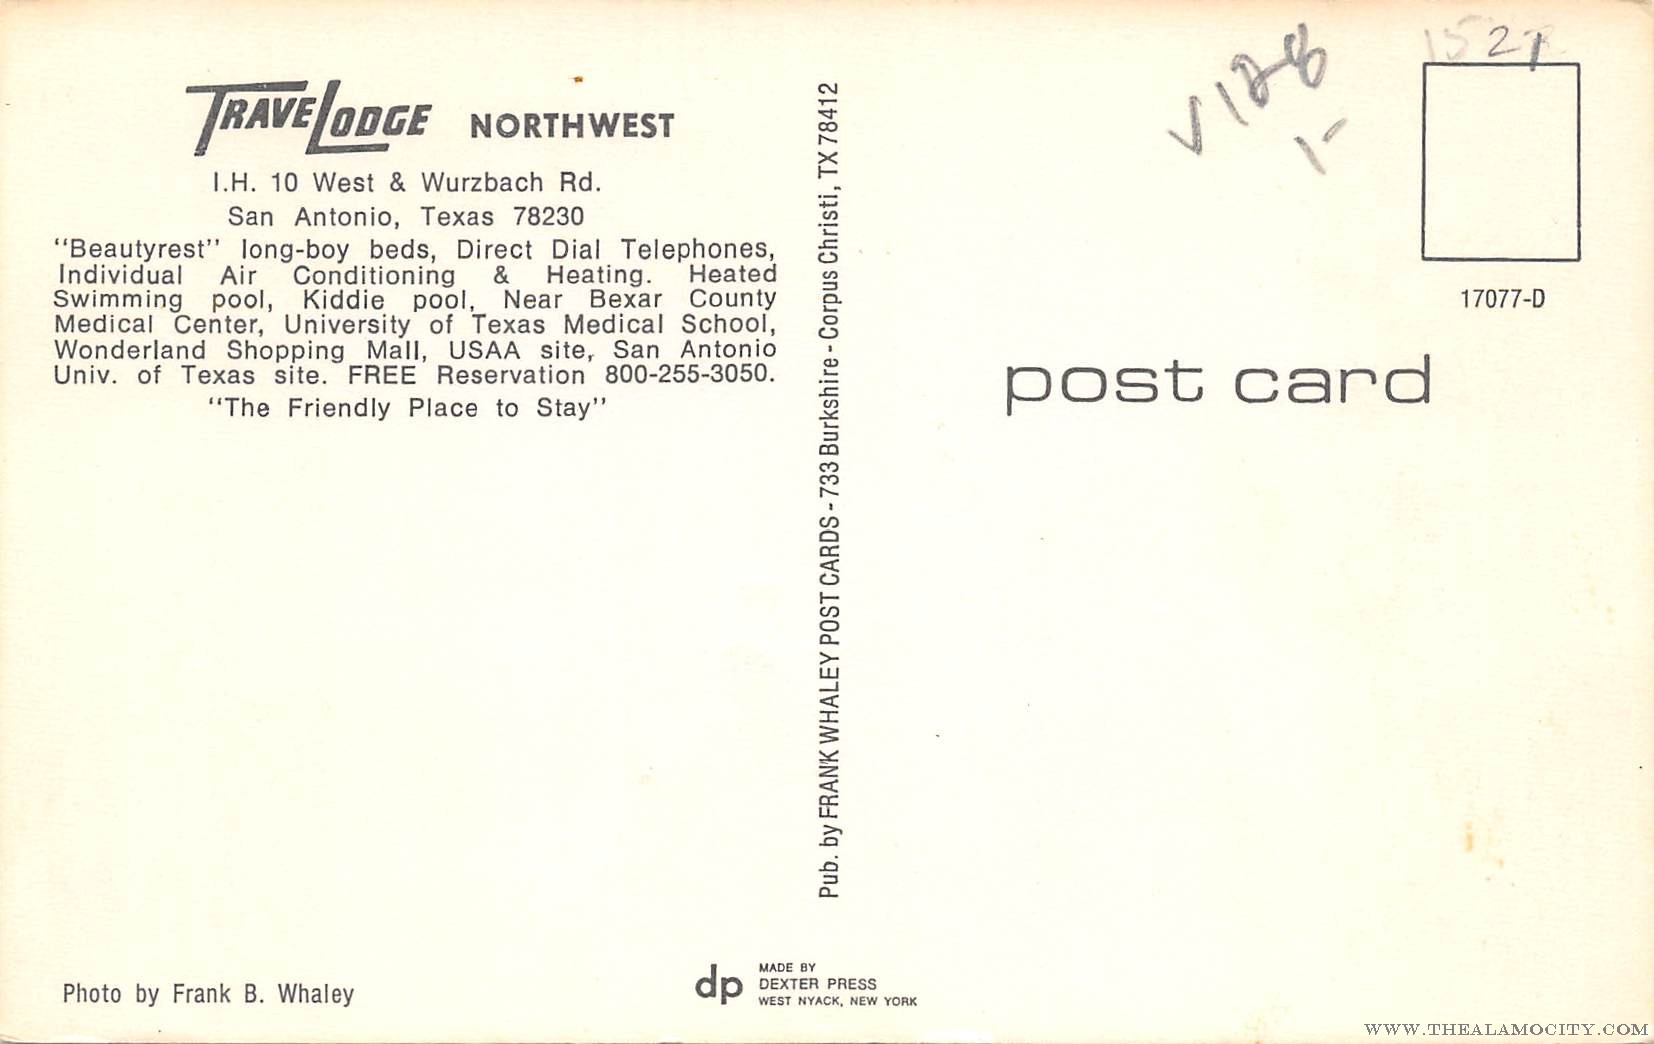 TRAVELODGE NORTHWEST
I.H. 10 West & Wurzbach Rd.
San Antonio, Texas 78230
"Beautyrest" long-boy beds, Direct Dial Telephones,
Individual Air Conditioning & Heating. Heated
Swimming pool, Kiddie pool, Near Bexar County
Medical Center, University of Texas Medical School,
Wonderland Shopping Mall, USAA site, San Antonio
Univ. of Texas site. FREE Reservation 800-255-3050.
"The Friendly Place to Stay"
Photo by Frank B. Whaley
Pub. by FRANK WHALEY POST CARDS - 733 Burkshire - Corpus Christi, TX 78412
dp
MADE BY
DEXTER PRESS
WEST NYACK, NEW YORK
V128
1-
17077-D
post card
WWW.THEALAMOCITY.COM